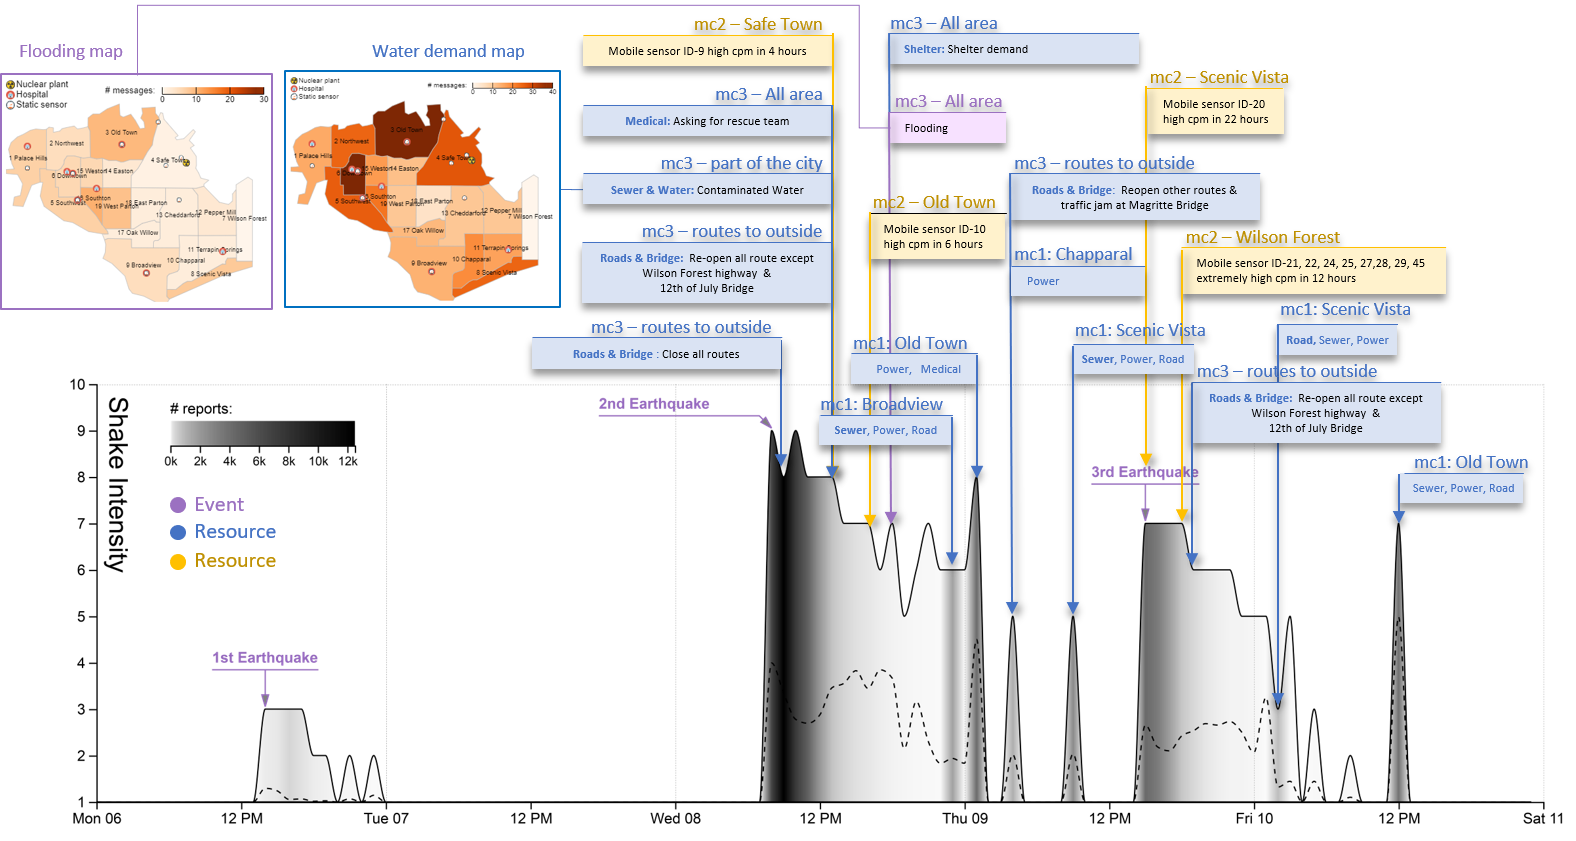 Flooding map
Nuclear plant
Hospital
Static sensor
# messages:
0 10 20 30
1 Palace Hills
2 Northwest
3 Old Town
4 Safe Town
15 Weston
14 Easton
5 Southwest
19 West Parton
18 East Parton
13 Cheddarford
12 Pepper Mill
7 Wilson Forest
17 Oak Willow
11 Terrapin Springs
10 Chapparal
9 Broadview
8 Scenic Vista
Water demand map
Nuclear plant
Hospital
Static sensor
# messages:
0 10 20 30 40
1 Palace Hills
2 Northwest
3 Old Town
4 Safe Town
14 Easton
5 Southwest
18 East Parton
13 Cheddarford
12 Pepper Mill
7 Wilson Forest
17 Oak Willow
11 Terrapin Springs
10 Chapparal
9 Broadview
8 Scenic Vista
mc2 – Safe Town
Mobile sensor ID-9 high cpm in 4 hours
mc3 – All area
Medical: Asking for rescue team
mc3 – part of the city
Sewer & Water: Contaminated Water
mc3 – routes to outside
Roads & Bridge: Re-open all route except
Wilson Forest highway &
12th of July Bridge
mc3 – routes to outside
Roads & Bridge : Close all routes
mc3 – All area
Shelter: Shelter demand
mc3 – All area
Flooding
mc2 – Old Town
Mobile sensor ID-10
high cpm in 6 hours
mc1: Old Town
Power, Medical
mc1: Broadview
Sewer, Power, Road
mc2 – Scenic Vista
Mobile sensor ID-20
high cpm in 22 hours
mc3 – routes to outside
Roads & Bridge: Reopen other routes &
traffic jam at Magritte Bridge
mc1: Chapparal
Power
mc2 – Wilson Forest
Mobile sensor ID-21, 22, 24, 25, 27,28, 29, 45
extremely high cpm in 12 hours
mc1: Scenic Vista
Sewer, Power, Road
mc1: Scenic Vista
Road, Sewer, Power
mc3 – routes to outside
Roads & Bridge: Re-open all route except
Wilson Forest highway &
12th of July Bridge
mc1: Old Town
Sewer, Power, Road
Shake Intensity
10
9
8
7
6
5
4
3
2
1
# reports:
0k 2k 4k 6k 8k 10k 12k
Event
Resource
Resource
1st Earthquake
2nd Earthquake
3rd Earthquake
Mon 06 12 PM Tue 07 12 PM Wed 08 12 PM Thu 09 12 PM Fri 10 12 PM Sat 11